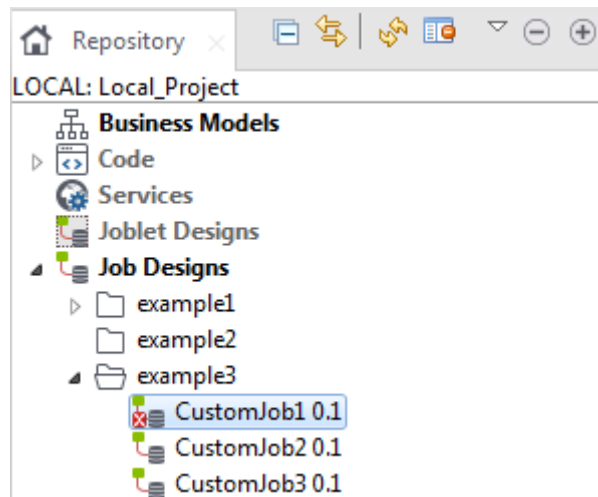 Repository
LOCAL: Local_Project
Business Models
Code
Services
Joblet Designs
Job Designs
example1
example2
example3
CustomJob1 0.1
CustomJob2 0.1
CustomJob3 0.1